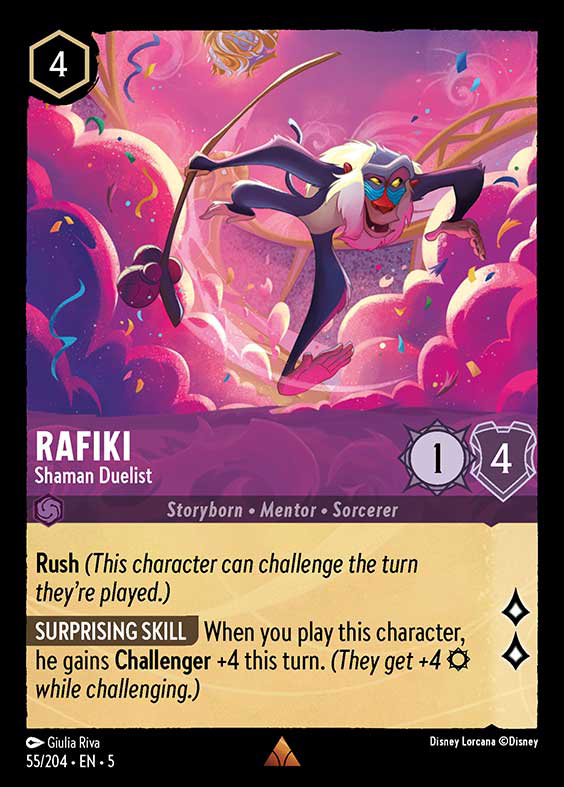 4
RAFIKI
Shaman Duelist
1
4
Storyborn • Mentor • Sorcerer
Rush (This character can challenge the turn
they're played.)
SURPRISING SKILL When you play this character,
he gains Challenger +4 this turn. (They get +4
while challenging.)
Giulia Riva
55/204 • EN • 5
Disney Lorcana ©Disney